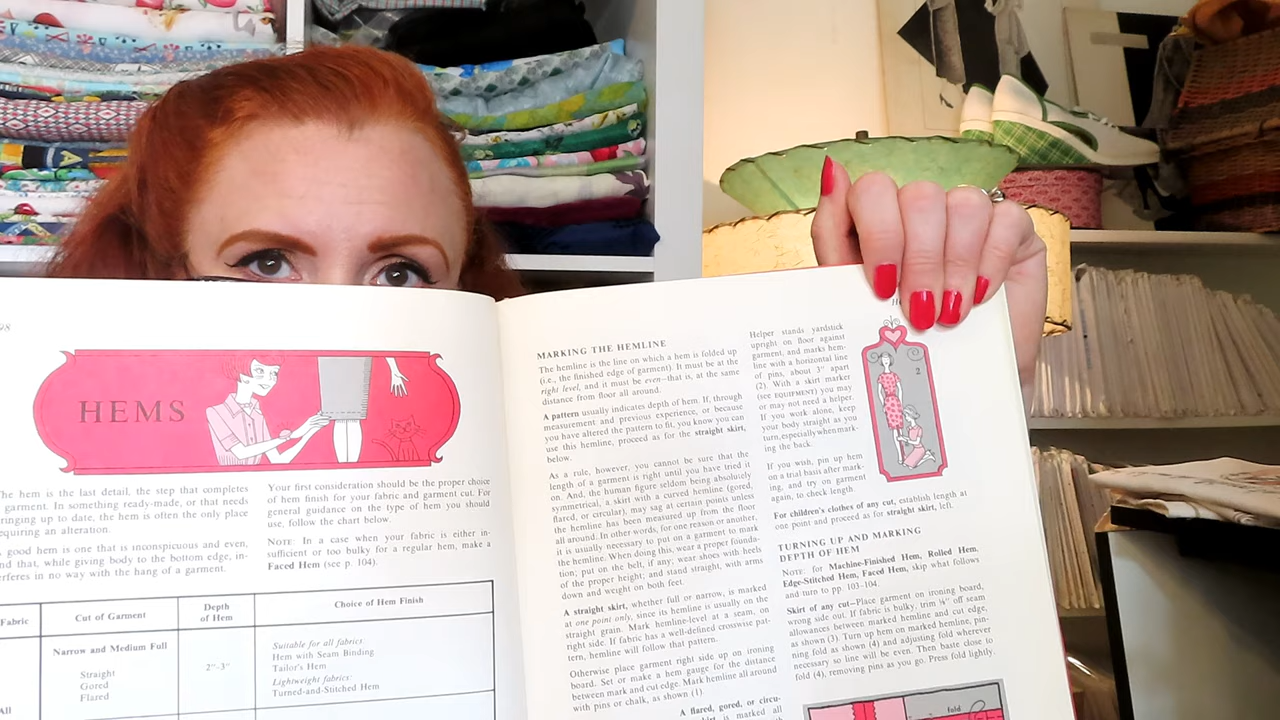 98
HEMS
The hem is the last detail, the step that completes
garment. In something ready-made, or that needs
ringing up to date, the hem is often the only place
equiring an alteration.
good hem is one that is inconspicuous and even,
nd that, while giving body to the bottom edge, in-
erferes in no way with the hang of a garment.
Your first consideration should be the proper choice
of hem finish for your fabric and garment cut. For
general guidance on the type of hem you should
use, follow the chart below.
NOTE: In a case when your fabric is either in-
sufficient or too bulky for a regular hem, make a
Faced Hem (see p. 104).
Fabric
Cut of Garment
Depth
of Hem
Choice of Hem Finish
All
Narrow and Medium Full
Straight
Gored
Flared
2"-3"
Suitable for all fabrics:
Hem with Seam Binding
Tailor's Hem
Lightweight fabrics:
Turned-and-Stitched Hem
MARKING THE HEMLINE
The hemline is the line on which a hem is folded up
(i.e., the finished edge of garment). It must be at the
right level, and it must be even—that is, at the same
distance from floor all around.
A pattern usually indicates depth of hem. If, through
measurement and previous experience, or because
you have altered the pattern to fit, you know you can
use this hemline, proceed as for the straight skirt,
below.
As a rule, however, you cannot be sure that the
length of a garment is right until you have tried it
on. And, the human figure seldom being absolutely
symmetrical, a skirt with a curved hemline (gored,
flared, or circular), may sag at certain points unless
the hemline has been measured up from the floor
all around. In other words, for one reason or another,
it is usually necessary to put on a garment to mark
the hemline. When doing this, wear a proper founda-
tion; put on the belt, if any; wear shoes with heels
of the proper height; and stand straight, with arms
down and weight on both feet.
A straight skirt, whether full or narrow, is marked
at one point only, since its hemline is usually on the
straight grain. Mark hemline-level at a seam, on
right side. If fabric has a well-defined crosswise pat-
tern, hemline will follow that pattern.
Otherwise place garment right side up on ironing
board. Set or make a hem gauge for the distance
between mark and cut edge. Mark hemline all around
with pins or chalk, as shown (1)
A flared, gored, or circu-
skirt is marked all
Helper stands yardstick
upright on floor against
garment, and marks hem-
line with a horizontal line
of pins, about 3" apart
(2) With a skirt marker
(see EQUIPMENT) you may
or may not need a helper.
If you work alone, keep
your body straight as you
turn, especially when mark-
ing the back.
If you wish, pin up hem
on a trial basis after mark-
ing, and try on garment
again, to check length.
2
For children's clothes of any cut, establish length at
one point and proceed as for straight skirt, left.
TURNING UP AND MARKING
DEPTH OF HEM
NOTE: for Machine-Finished Hem, Rolled Hem,
Edge-Stitched Hem, Faced Hem, skip what follows
and turn to pp. 103-104.
Skirt of any cut—Place garment on ironing board,
wrong side out. If fabric is bulky, trim ¼" off seam
allowances between marked hemline and cut edge,
as shown (3). Turn up hem on marked hemline, pin-
ning fold as shown (4) and adjusting fold wherever
necessary so line will be even. Then baste close to
fold (4), removing pins as you go. Press fold lightly.
fold